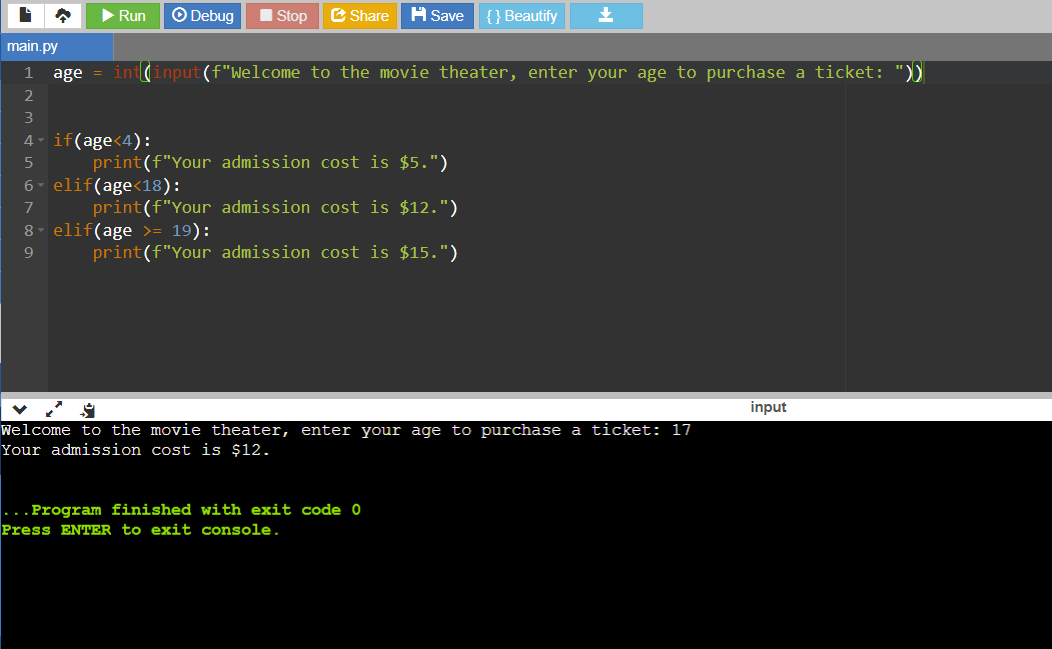 Run Debug Stop Share Save { } Beautify
main.py
1 age = int(input(f"Welcome to the movie theater, enter your age to purchase a ticket: "))
2
3
4 if(age<4):
5     print(f"Your admission cost is $5.")
6 elif(age<18):
7     print(f"Your admission cost is $12.")
8 elif(age >= 19):
9     print(f"Your admission cost is $15.")
input
Welcome to the movie theater, enter your age to purchase a ticket: 17
Your admission cost is $12.
...Program finished with exit code 0
Press ENTER to exit console.